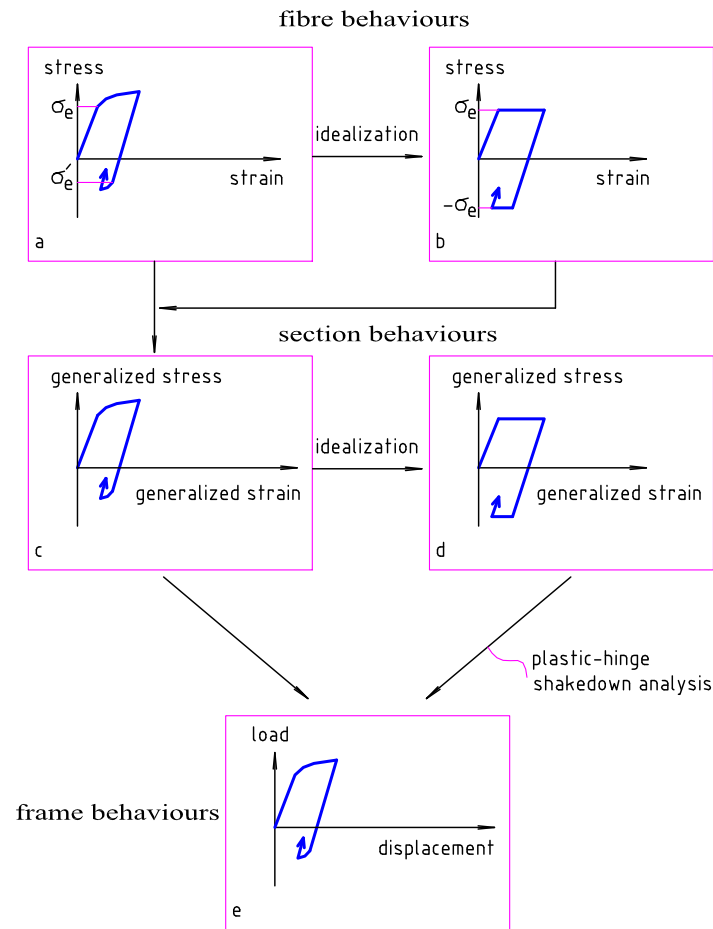 fibre behaviours
stress
σe
σ'e
strain
a
idealization
stress
σe
-σe
strain
b
section behaviours
generalized stress
generalized strain
c
idealization
generalized stress
generalized strain
d
plastic-hinge
shakedown analysis
frame behaviours
load
displacement
e